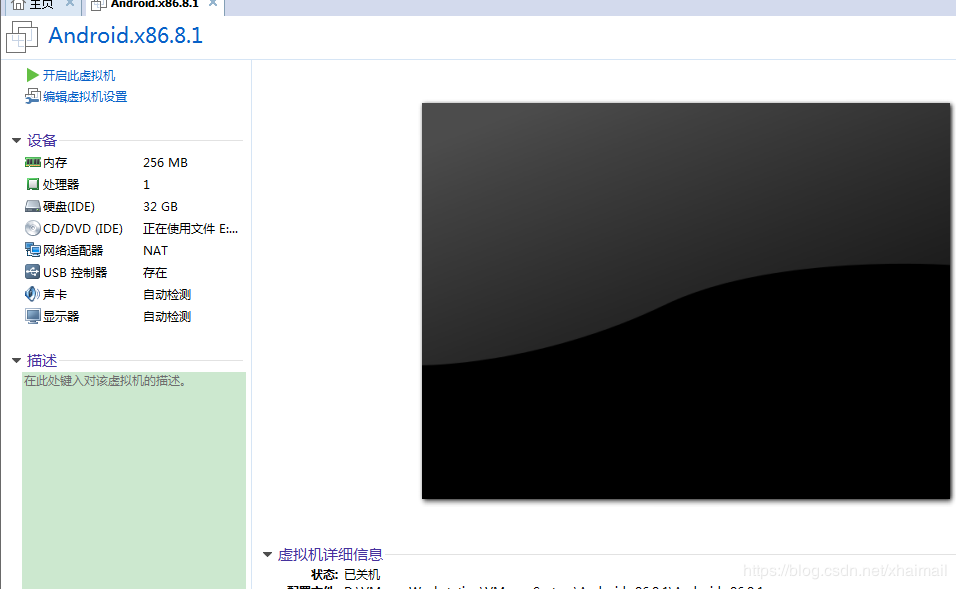 主页
Android.x86.8.1
Android.x86.8.1
开启此虚拟机
编辑虚拟机设置
设备
内存 256 MB
处理器 1
硬盘(IDE) 32 GB
CD/DVD (IDE) 正在使用文件 E:...
网络适配器 NAT
USB 控制器 存在
声卡 自动检测
显示器 自动检测
描述
在此处键入对该虚拟机的描述。
虚拟机详细信息
状态: 已关机
配置文件:
https://blog.csdn.net/xhaimail